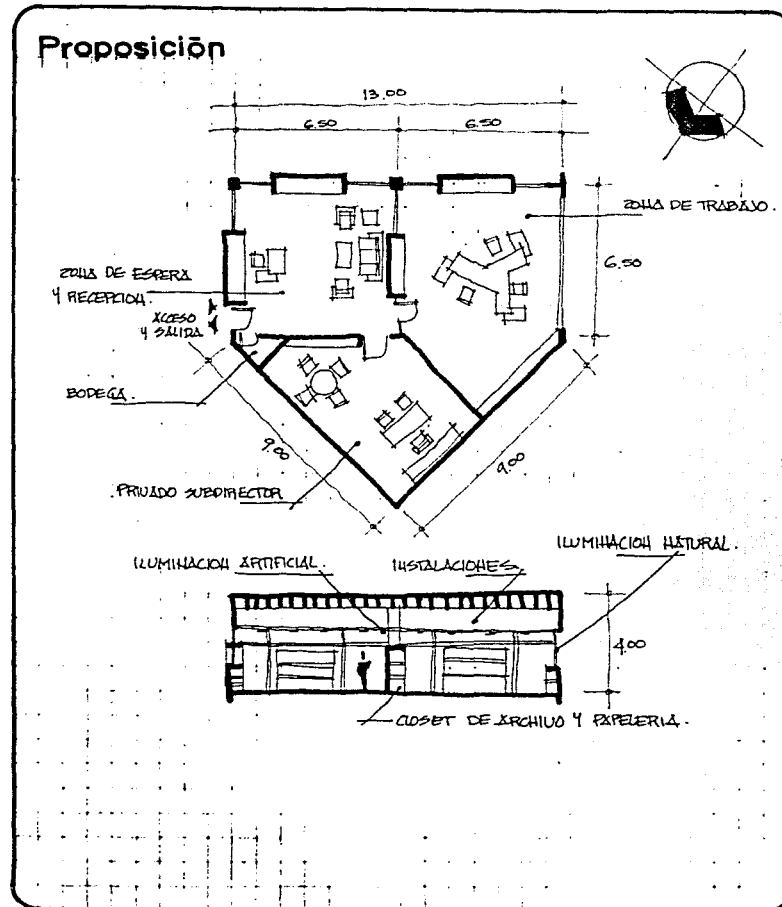 Proposición
13.00
6.50
6.50
ZONA DE TRABAJO.
6.50
ZONA DE ESPERA
Y RECEPCION.
ACCESO
Y SALIDA
BODEGA.
9.00
9.00
PRIVADO SUBDIRECTOR
ILUMINACION ARTIFICIAL.
INSTALACIONES
ILUMINACION NATURAL.
4.00
CLOSET DE ARCHIVO Y PAPELERIA.